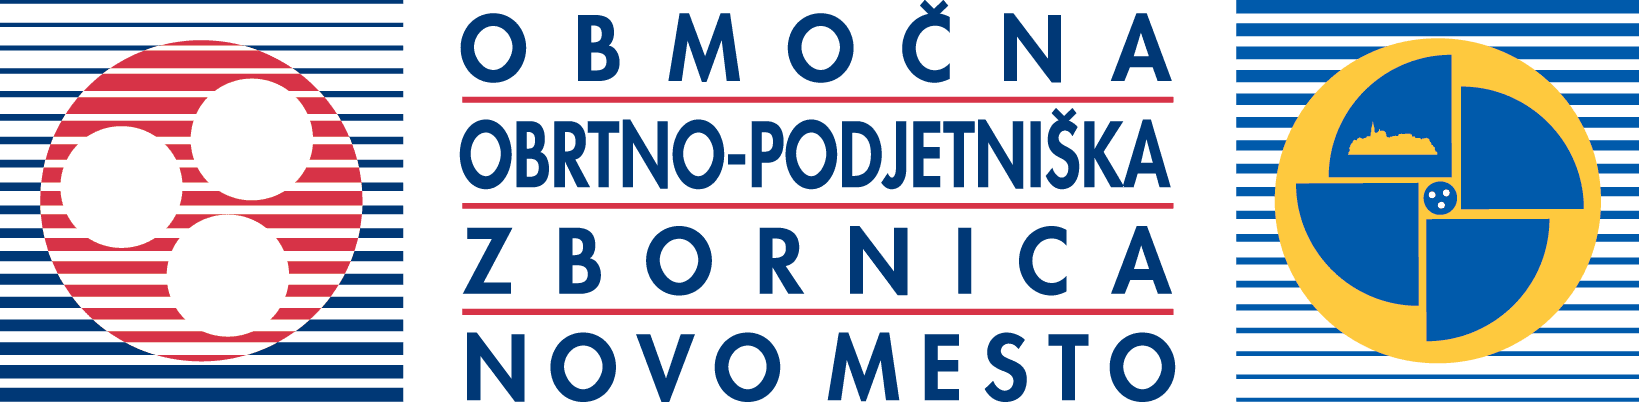 OBMOČNA
OBRTNO-PODJETNIŠKA
ZBORNICA
NOVO MESTO